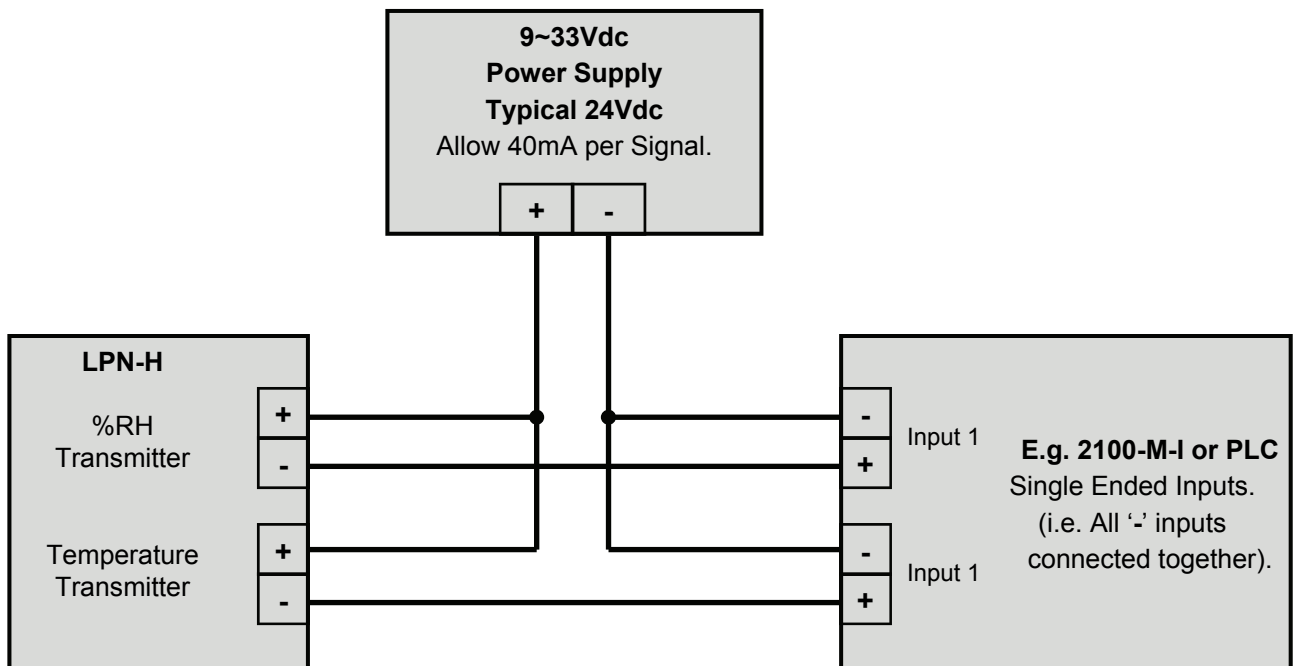 9~33Vdc
Power Supply
Typical 24Vdc
Allow 40mA per Signal.
+ -
LPN-H
%RH
Transmitter
+
-
Temperature
Transmitter
+
-
-
+
Input 1
-
+
Input 1
E.g. 2100-M-I or PLC
Single Ended Inputs.
(i.e. All ‘-’ inputs
connected together).